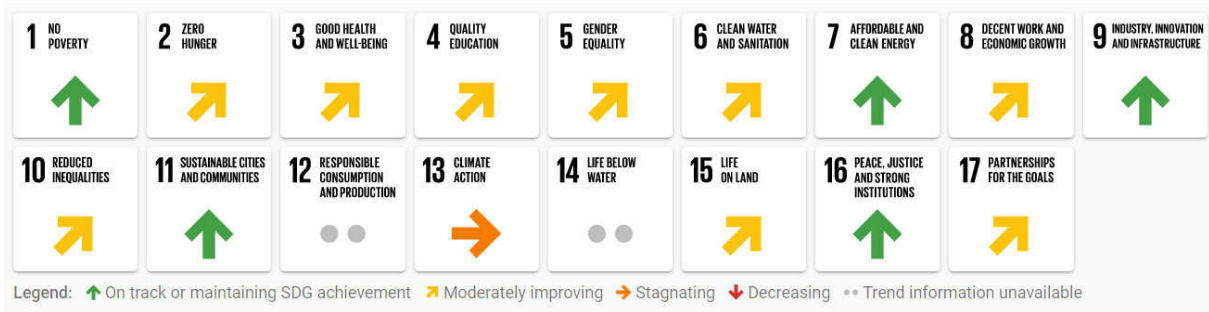 1 NO POVERTY
2 ZERO HUNGER
3 GOOD HEALTH AND WELL-BEING
4 QUALITY EDUCATION
5 GENDER EQUALITY
6 CLEAN WATER AND SANITATION
7 AFFORDABLE AND CLEAN ENERGY
8 DECENT WORK AND ECONOMIC GROWTH
9 INDUSTRY, INNOVATION AND INFRASTRUCTURE
10 REDUCED INEQUALITIES
11 SUSTAINABLE CITIES AND COMMUNITIES
12 RESPONSIBLE CONSUMPTION AND PRODUCTION
13 CLIMATE ACTION
14 LIFE BELOW WATER
15 LIFE ON LAND
16 PEACE, JUSTICE AND STRONG INSTITUTIONS
17 PARTNERSHIPS FOR THE GOALS
Legend: On track or maintaining SDG achievement Moderately improving Stagnating Decreasing Trend information unavailable